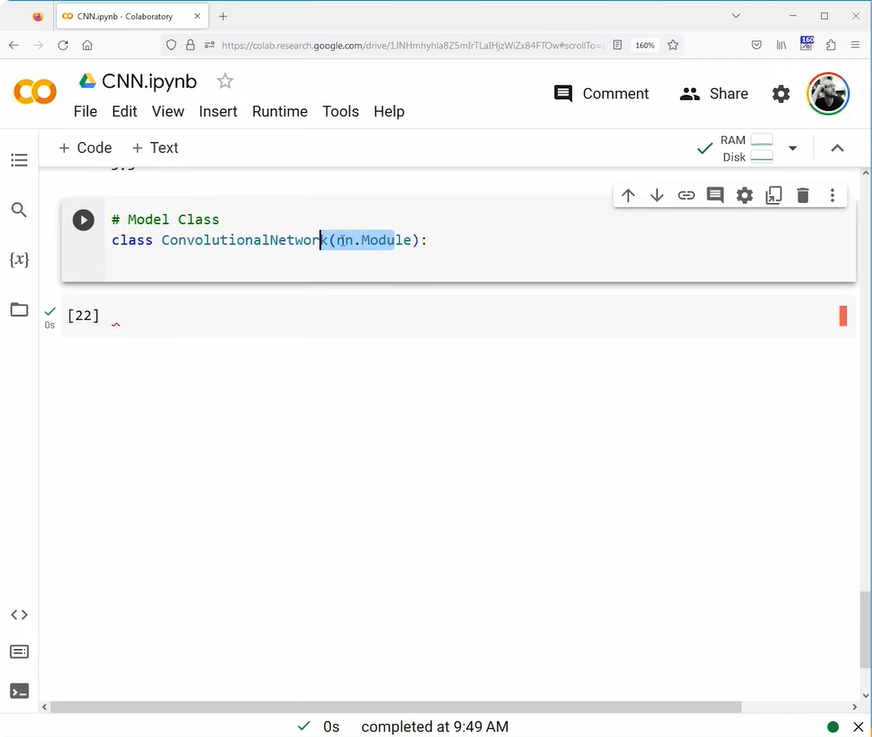 CNN.ipynb - Colaboratory
https://colab.research.google.com/drive/1JNHmhyhla8Z5mIrTLaIHjzWiZx84FTOw#scrollTo=
160%
160
CNN.ipynb
File Edit View Insert Runtime Tools Help
Comment
Share
+ Code + Text
RAM
Disk
# Model Class
class ConvolutionalNetwork(nn.Module):
[22]
0s
{x}
0s completed at 9:49 AM